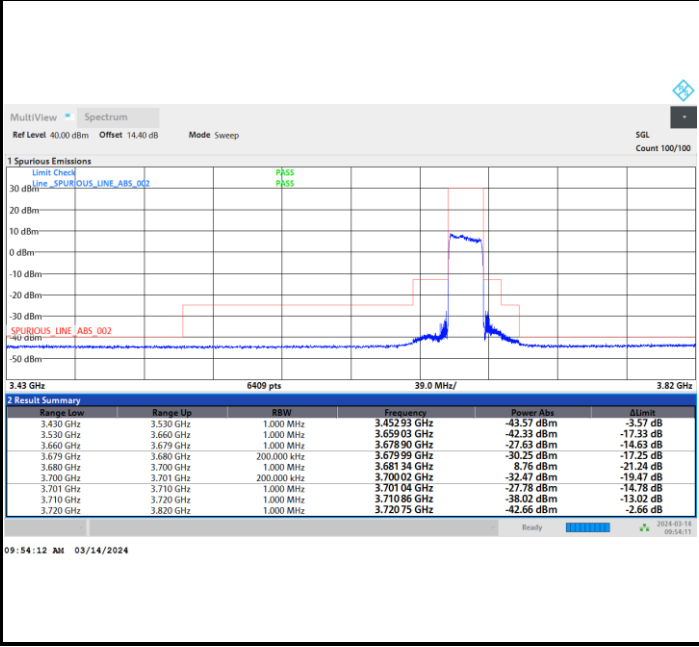 MultiView Spectrum
Ref Level 40.00 dBm Offset 14.40 dB Mode Sweep SGL
Count 100/100
1 Spurious Emissions
Limit Check PASS
Line _SPURIOUS_LINE_ABS_002 PASS
30 dBm
20 dBm
10 dBm
0 dBm
-10 dBm
-20 dBm
-30 dBm
_SPURIOUS_LINE_ABS_002
-40 dBm
-50 dBm
3.43 GHz 6409 pts 39.0 MHz/ 3.82 GHz
2 Result Summary
Range Low Range Up RBW Frequency Power Abs ΔLimit
3.430 GHz 3.530 GHz 1.000 MHz 3.452 93 GHz -43.57 dBm -3.57 dB
3.530 GHz 3.660 GHz 1.000 MHz 3.659 03 GHz -42.33 dBm -17.33 dB
3.660 GHz 3.679 GHz 1.000 MHz 3.678 90 GHz -27.63 dBm -14.63 dB
3.679 GHz 3.680 GHz 200.000 kHz 3.679 99 GHz -30.25 dBm -17.25 dB
3.680 GHz 3.700 GHz 1.000 MHz 3.681 34 GHz 8.76 dBm -21.24 dB
3.700 GHz 3.701 GHz 200.000 kHz 3.700 02 GHz -32.47 dBm -19.47 dB
3.701 GHz 3.710 GHz 1.000 MHz 3.701 04 GHz -27.78 dBm -14.78 dB
3.710 GHz 3.720 GHz 1.000 MHz 3.710 86 GHz -38.02 dBm -13.02 dB
3.720 GHz 3.820 GHz 1.000 MHz 3.720 75 GHz -42.66 dBm -2.66 dB
Ready 2024-03-14
09:54:11
09:54:12 AM 03/14/2024